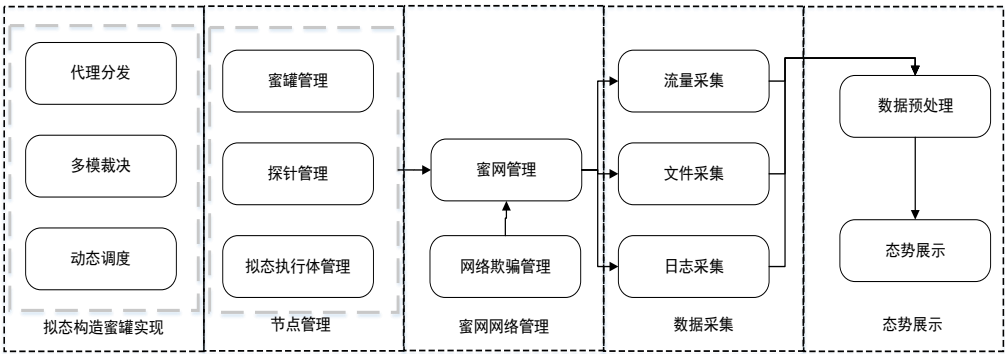 代理分发
多模裁决
动态调度
拟态构造蜜罐实现
蜜罐管理
探针管理
拟态执行体管理
节点管理
蜜网管理
网络欺骗管理
蜜网网络管理
流量采集
文件采集
日志采集
数据采集
数据预处理
态势展示
态势展示